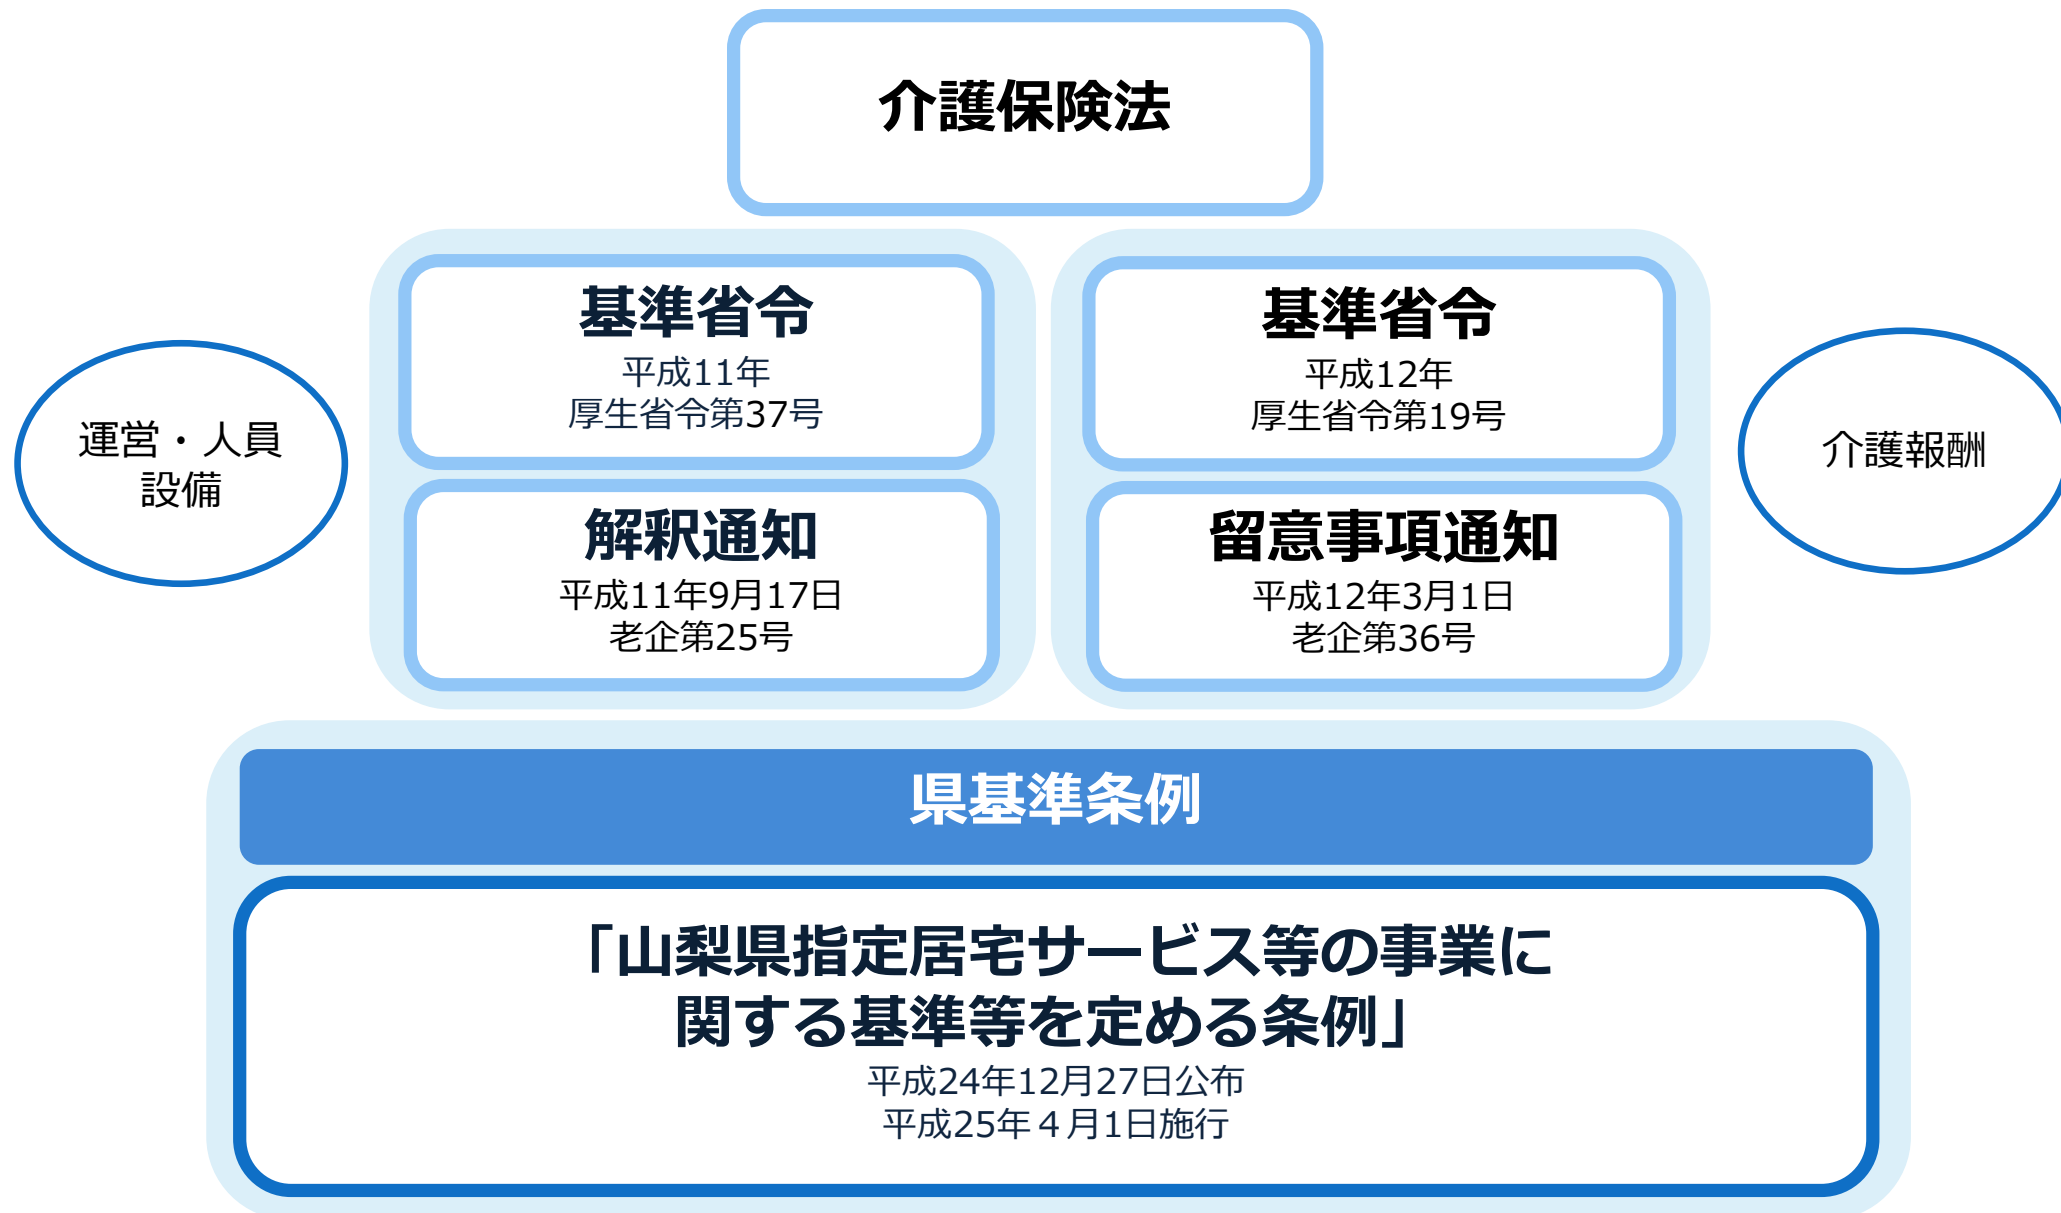 介護保険法
運営・人員
設備
基準省令
平成11年
厚生省令第37号
解釈通知
平成11年9月17日
老企第25号
基準省令
平成12年
厚生省令第19号
留意事項通知
平成12年3月1日
老企第36号
介護報酬
県基準条例
「山梨県指定居宅サービス等の事業に
関する基準等を定める条例」
平成24年12月27日公布
平成25年４月1日施行